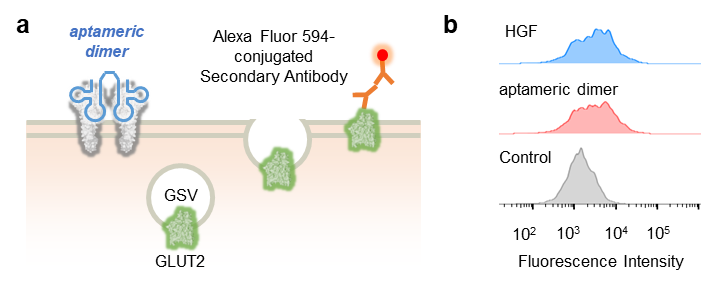 a
aptameric
dimer
Alexa Fluor 594-
conjugated
Secondary Antibody
GSV
GLUT2
b
HGF
aptameric dimer
Control
10² 10³ 10⁴ 10⁵
Fluorescence Intensity